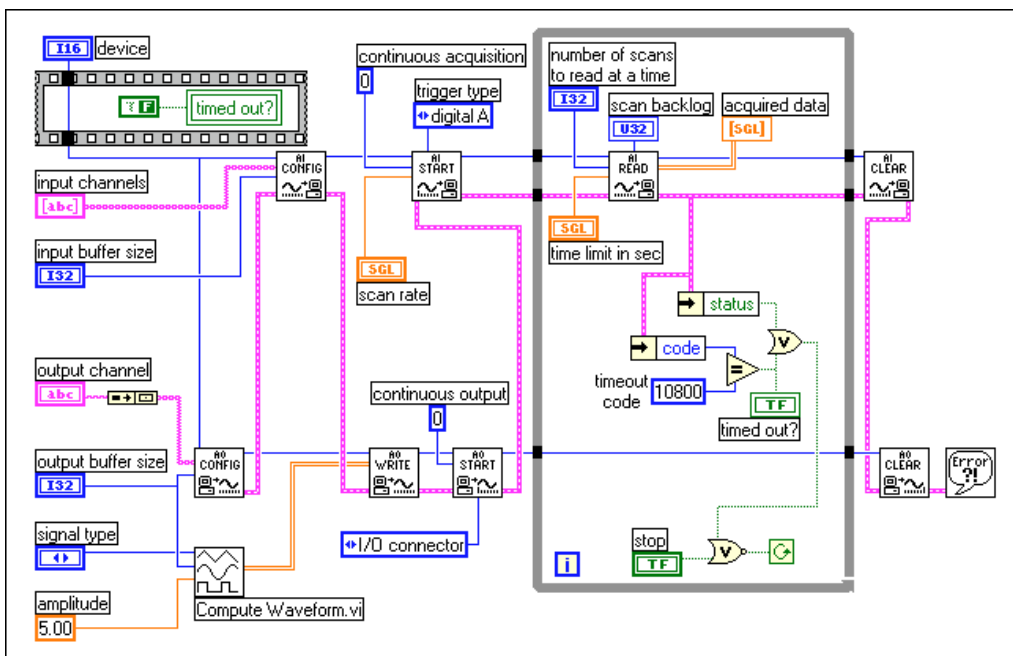 I16 device
continuous acquisition
0
trigger type
digital A
number of scans
to read at a time
I32
scan backlog
U32
acquired data
[SGL]
F
timed out?
AI
CONFIG
AI
START
AI
READ
AI
CLEAR
input channels
[abc]
input buffer size
I32
SGL
scan rate
SGL
time limit in sec
status
code
timeout
code
10800
=
V
TF
timed out?
output channel
abc
continuous output
0
output buffer size
I32
AO
CONFIG
AO
WRITE
AO
START
AO
CLEAR
Error
?!
signal type
I/O connector
stop
TF
V
i
amplitude
5.00
Compute Waveform.vi